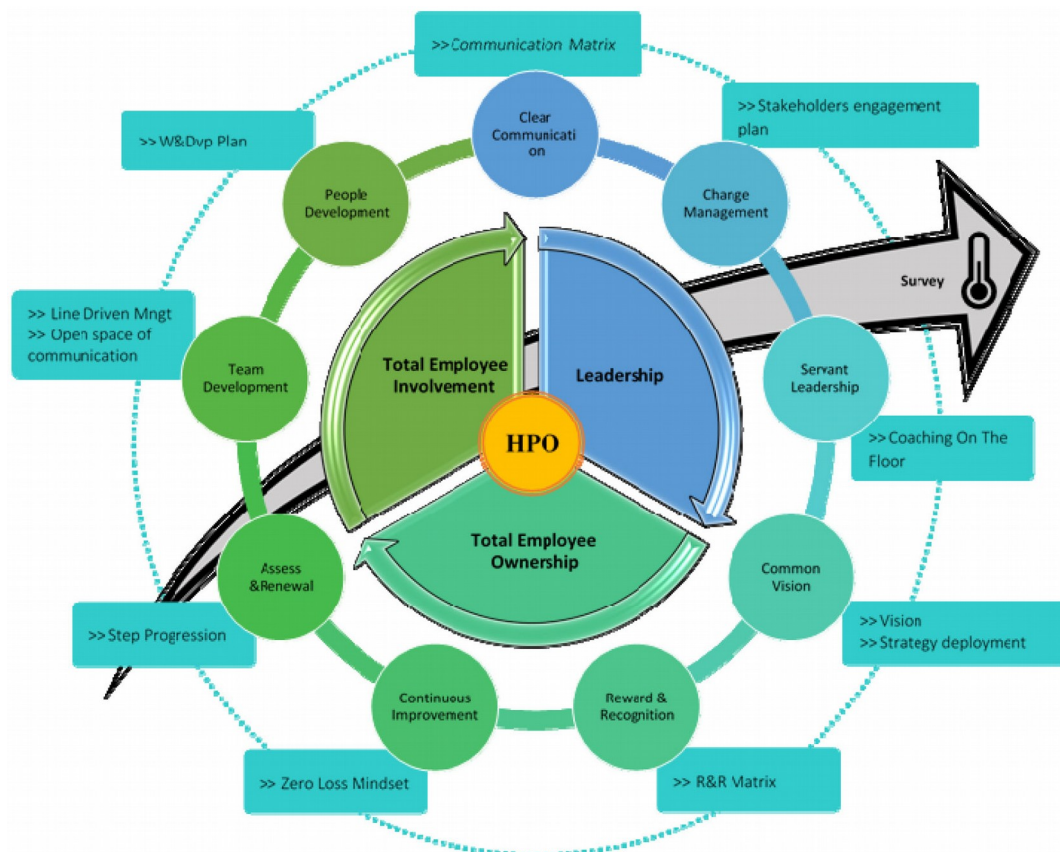 >> Communication Matrix
Clear
Communicati
on
>> Stakeholders engagement
plan
>> W&Dvp Plan
People
Development
Change
Management
Survey
>> Line Driven Mngt
>> Open space of
communication
Team
Development
Total Employee
Involvement
Leadership
Servant
Leadership
HPO
>> Coaching On The
Floor
Total Employee
Ownership
Assess
&Renewal
Common
Vision
>> Step Progression
>> Vision
>> Strategy deployment
Continuous
Improvement
Reward &
Recognition
>> Zero Loss Mindset
>> R&R Matrix